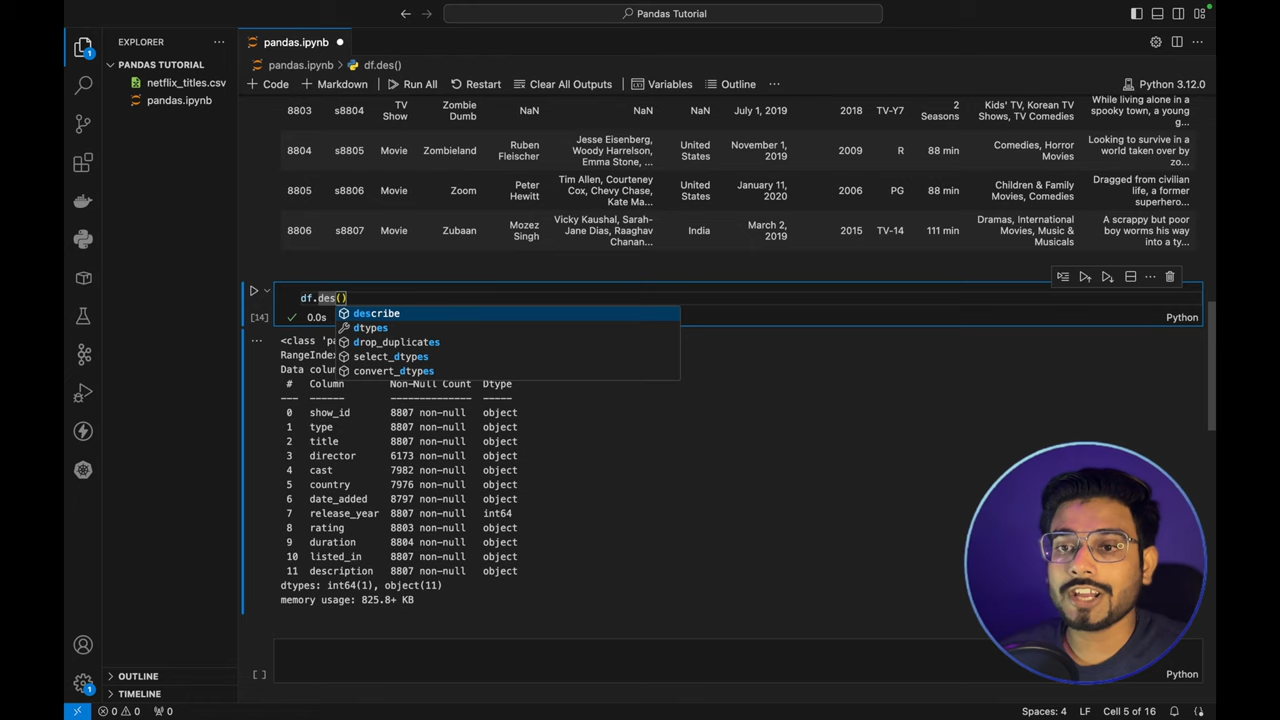 Pandas Tutorial
EXPLORER
PANDAS TUTORIAL
netflix_titles.csv
pandas.ipynb
OUTLINE
TIMELINE
1
1
pandas.ipynb
pandas.ipynb > df.des()
Code Markdown Run All Restart Clear All Outputs Variables Outline ... Python 3.12.0
8803 s8804 TV Show Zombie Dumb NaN NaN NaN July 1, 2019 2018 TV-Y7 2 Seasons Kids' TV, Korean TV Shows, TV Comedies While living alone in a spooky town, a young g...
8804 s8805 Movie Zombieland Ruben Fleischer Jesse Eisenberg, Woody Harrelson, Emma Stone, ... United States November 1, 2019 2009 R 88 min Comedies, Horror Movies Looking to survive in a world taken over by zo...
8805 s8806 Movie Zoom Peter Hewitt Tim Allen, Courteney Cox, Chevy Chase, Kate Ma... United States January 11, 2020 2006 PG 88 min Children & Family Movies, Comedies Dragged from civilian life, a former superhero...
8806 s8807 Movie Zubaan Mozez Singh Vicky Kaushal, Sarah-Jane Dias, Raaghav Chanan... India March 2, 2019 2015 TV-14 111 min Dramas, International Movies, Music & Musicals A scrappy but poor boy worms his way into a ty...
df.des()
[14] 0.0s Python
describe
dtypes
drop_duplicates
select_dtypes
convert_dtypes
<class 'pa
RangeInde
Data colum
# Column Non-Null Count Dtype
--- ------ -------------- -----
0 show_id 8807 non-null object
1 type 8807 non-null object
2 title 8807 non-null object
3 director 6173 non-null object
4 cast 7982 non-null object
5 country 7976 non-null object
6 date_added 8797 non-null object
7 release_year 8807 non-null int64
8 rating 8803 non-null object
9 duration 8804 non-null object
10 listed_in 8807 non-null object
11 description 8807 non-null object
dtypes: int64(1), object(11)
memory usage: 825.8+ KB
[ ] Python
0 0 0 Spaces: 4 LF Cell 5 of 16